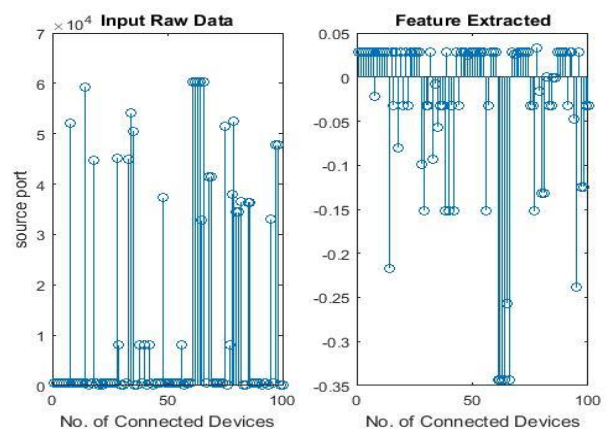 Input Raw Data
7 ×10⁴
6
5
4
3
2
1
0
source port
0 50 100
No. of Connected Devices
Feature Extracted
0.05
0
-0.05
-0.1
-0.15
-0.2
-0.25
-0.3
-0.35
0 50 100
No. of Connected Devices